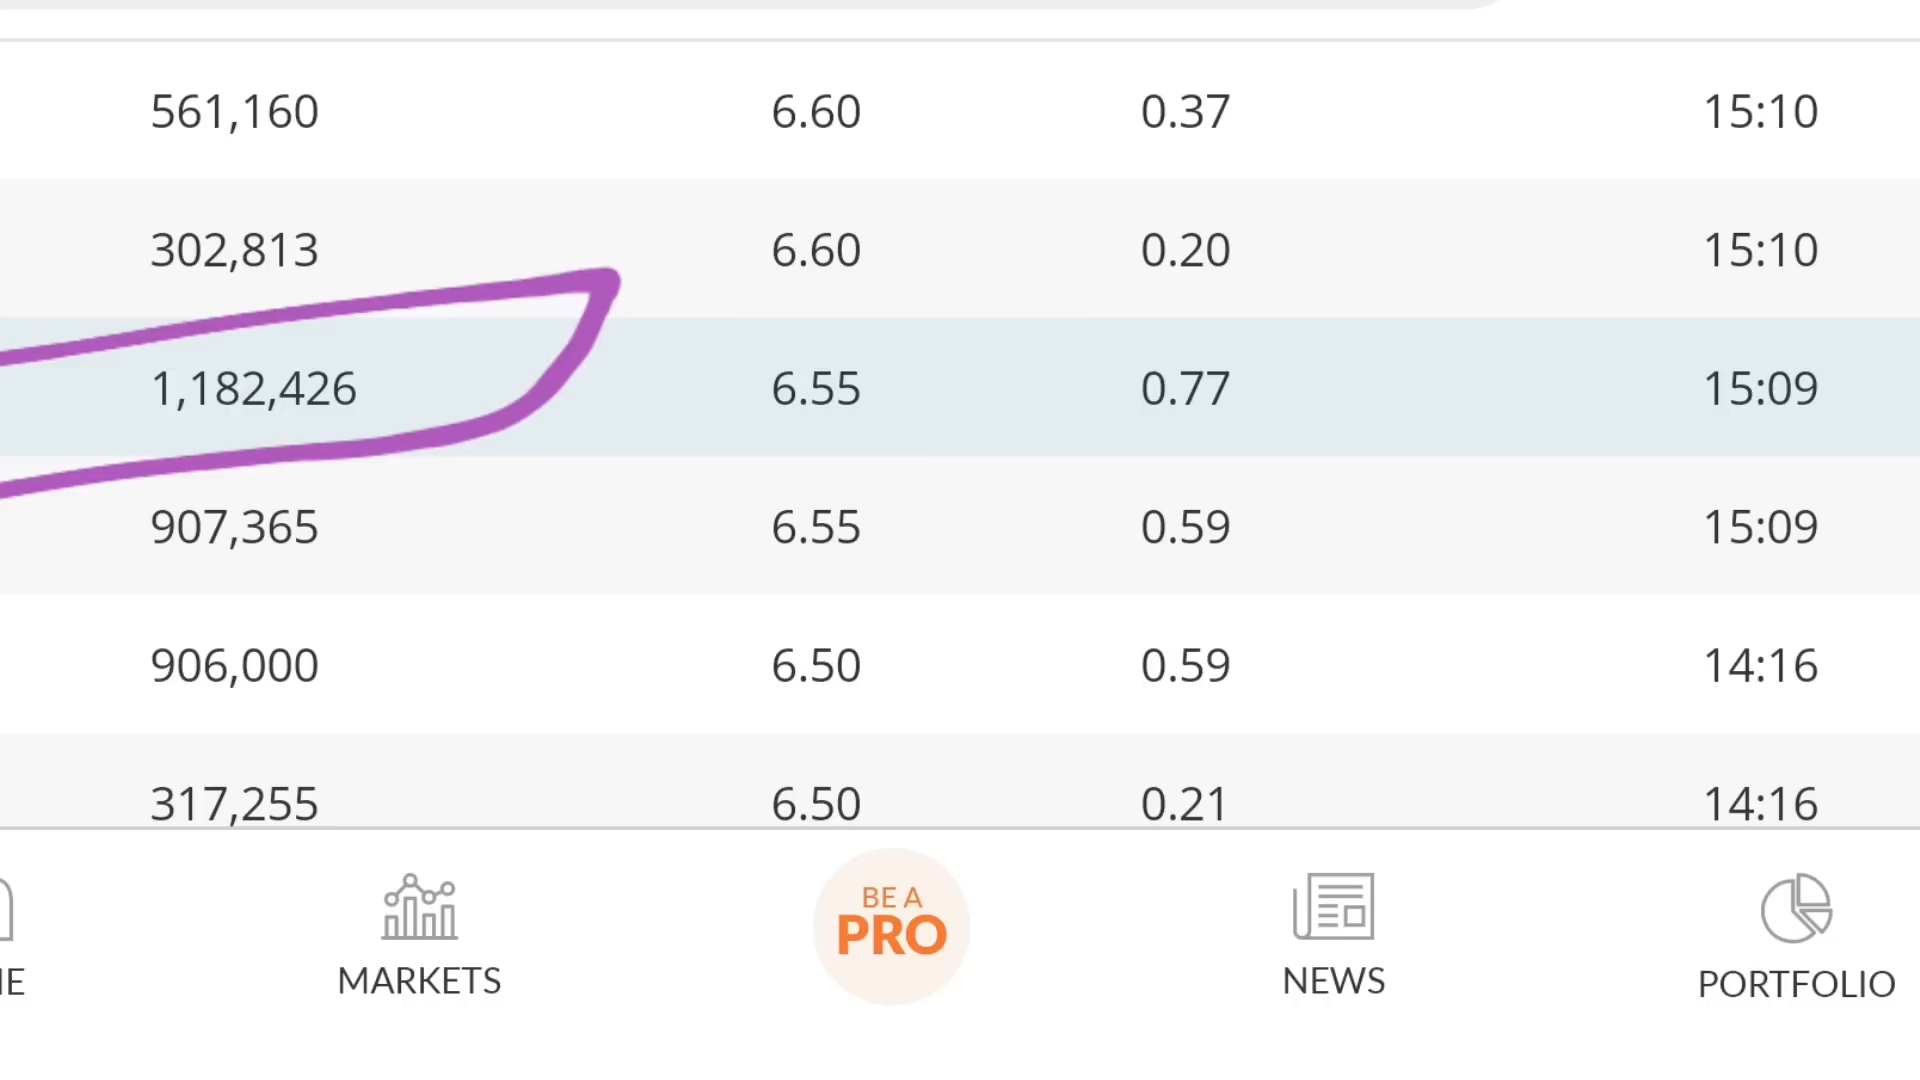 561,160 6.60 0.37 15:10
302,813 6.60 0.20 15:10
1,182,426 6.55 0.77 15:09
907,365 6.55 0.59 15:09
906,000 6.50 0.59 14:16
317,255 6.50 0.21 14:16
BE A
PRO
MARKETS NEWS PORTFOLIO